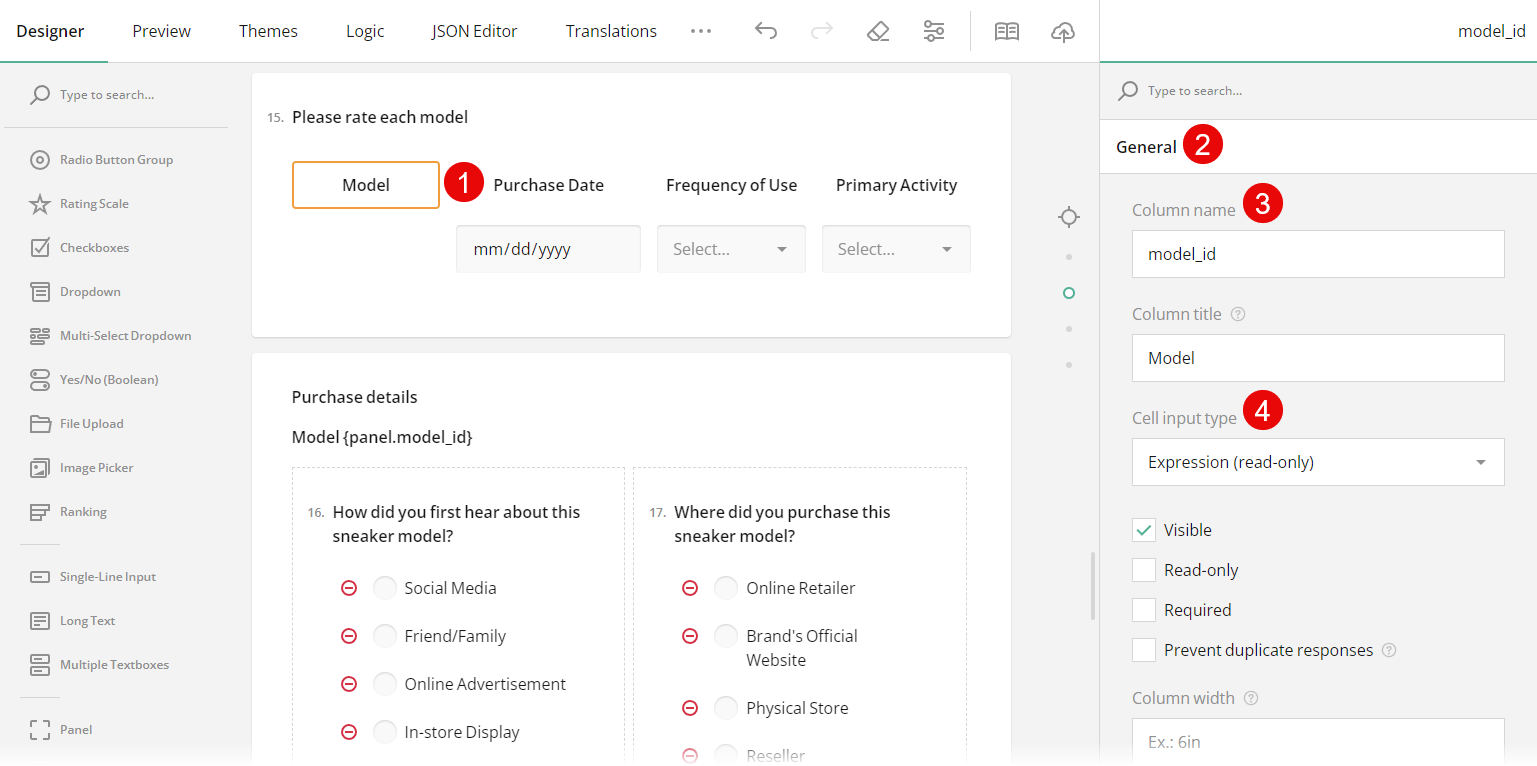 Designer Preview Themes Logic JSON Editor Translations model_id
Type to search...
Radio Button Group
Rating Scale
Checkboxes
Dropdown
Multi-Select Dropdown
Yes/No (Boolean)
File Upload
Image Picker
Ranking
Single-Line Input
Long Text
Multiple Textboxes
Panel
15. Please rate each model
Model 1 Purchase Date Frequency of Use Primary Activity
mm/dd/yyyy Select... Select...
Purchase details
Model {panel.model_id}
16. How did you first hear about this
sneaker model?
Social Media
Friend/Family
Online Advertisement
In-store Display
17. Where did you purchase this
sneaker model?
Online Retailer
Brand's Official
Website
Physical Store
Reseller
Type to search...
General 2
Column name 3
model_id
Column title ?
Model
Cell input type 4
Expression (read-only)
Visible
Read-only
Required
Prevent duplicate responses ?
Column width ?
Ex.: 6in